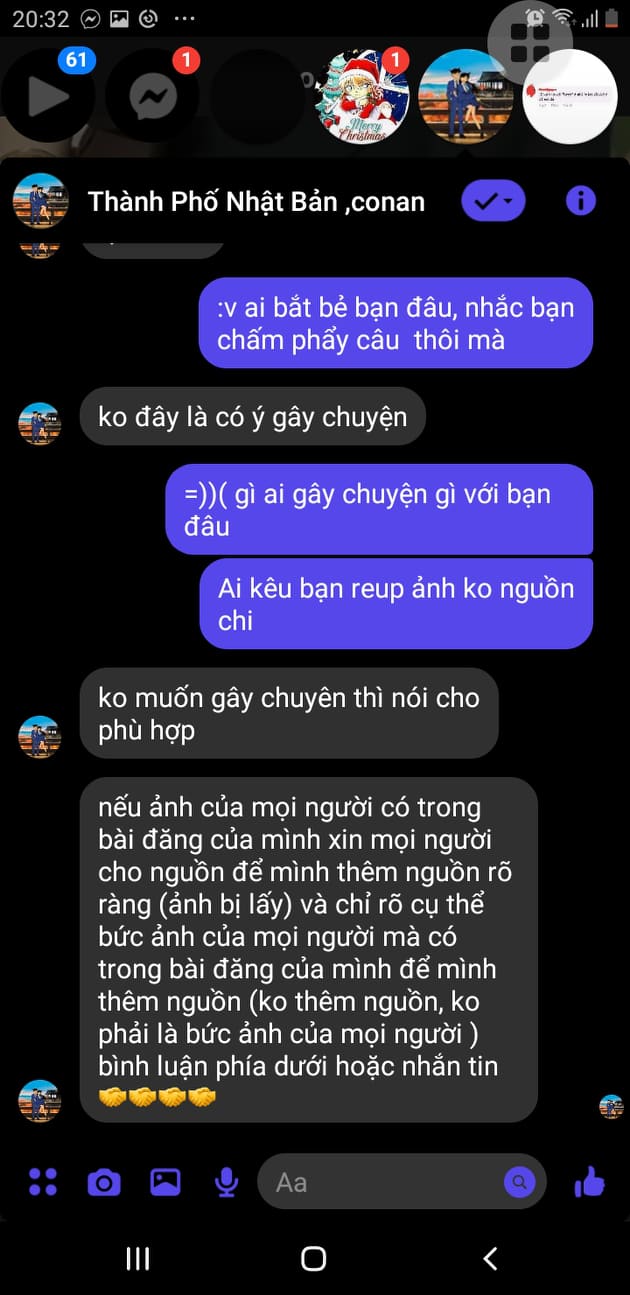 20:32
61
1
1
Merry
Christmas
Thành Phố Nhật Bản ,conan
:v ai bắt bẻ bạn đâu, nhắc bạn
chấm phẩy câu  thôi mà
ko đây là có ý gây chuyện
=))( gì ai gây chuyện gì với bạn
đâu
Ai kêu bạn reup ảnh ko nguồn
chi
ko muốn gây chuyên thì nói cho
phù hợp
nếu ảnh của mọi người có trong
bài đăng của mình xin mọi người
cho nguồn để mình thêm nguồn rõ
ràng (ảnh bị lấy) và chỉ rõ cụ thể
bức ảnh của mọi người mà có
trong bài đăng của mình để mình
thêm nguồn (ko thêm nguồn, ko
phải là bức ảnh của mọi người )
bình luận phía dưới hoặc nhắn tin
🤝🤝🤝🤝
Aa